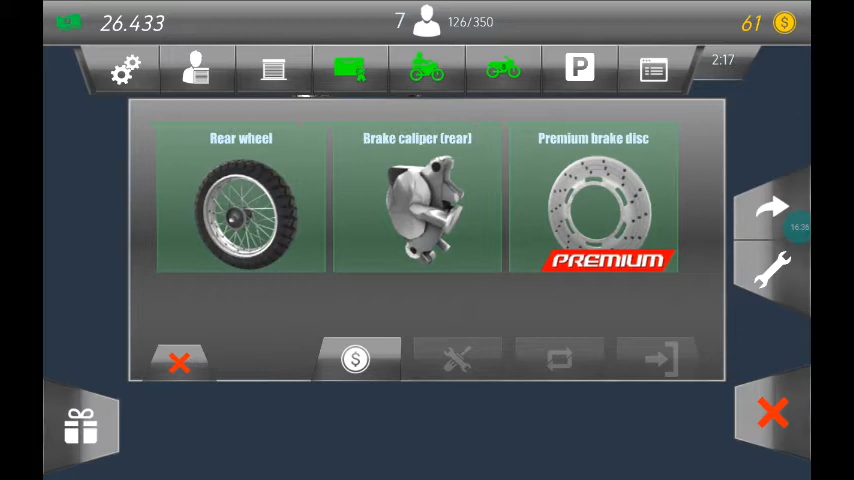 26.433
7 126/350
61
2:17
P
Rear wheel
Brake caliper (rear)
Premium brake disc
16:36
PREMIUM